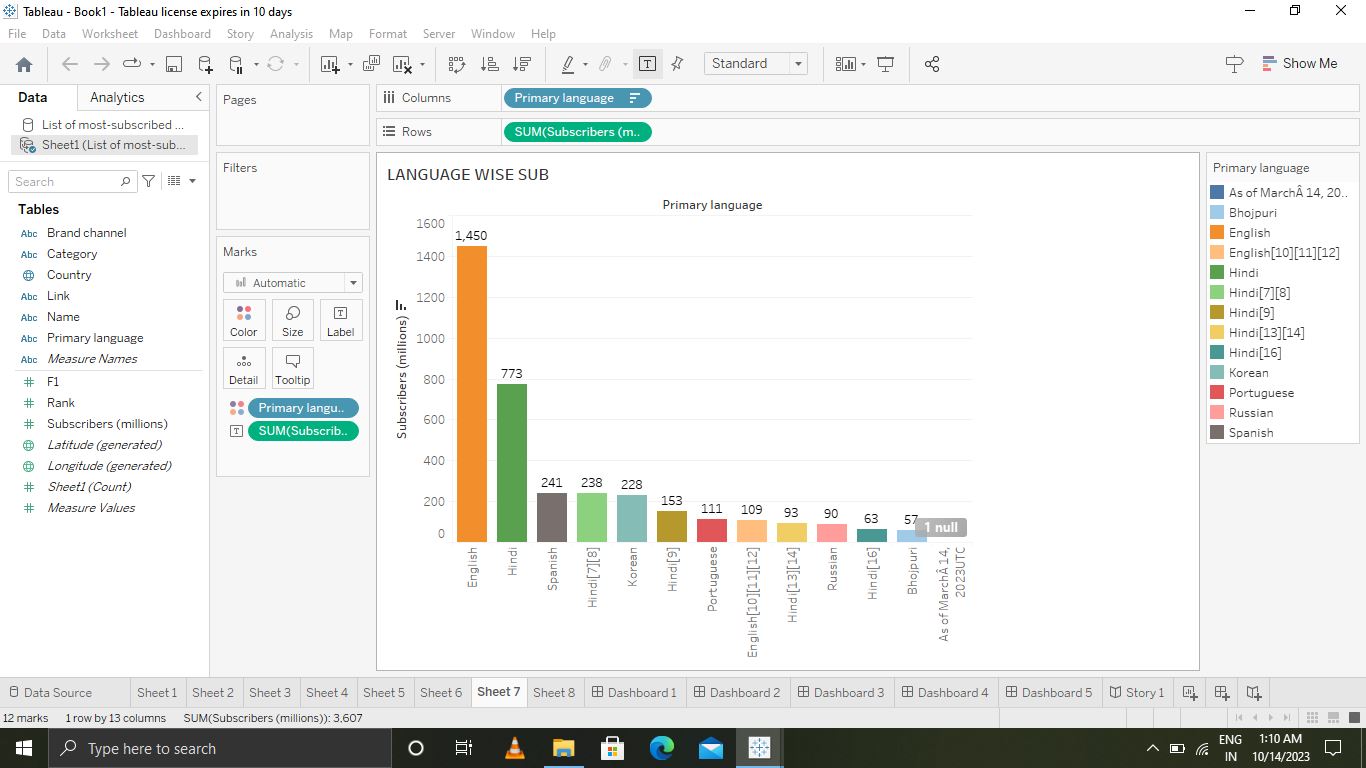 Tableau - Book1 - Tableau license expires in 10 days
File Data Worksheet Dashboard Story Analysis Map Format Server Window Help
Standard
Show Me
Data Analytics
List of most-subscribed ...
Sheet1 (List of most-sub...
Search
Tables
Abc Brand channel
Abc Category
Country
Abc Link
Abc Name
Abc Primary language
Abc Measure Names
# F1
# Rank
# Subscribers (millions)
Latitude (generated)
Longitude (generated)
# Sheet1 (Count)
# Measure Values
Pages
Filters
Marks
Automatic
Color Size Label
Detail Tooltip
Primary langu..
SUM(Subscrib..
Columns Primary language
Rows SUM(Subscribers (m..
LANGUAGE WISE SUB
Primary language
1600
1400
1200
1000
800
600
400
200
0
Subscribers (millions)
1,450
773
241
238
228
153
111
109
93
90
63
57
1 null
English
Hindi
Spanish
Hindi[7][8]
Korean
Hindi[9]
Portuguese
English[10][11][12]
Hindi[13][14]
Russian
Hindi[16]
Bhojpuri
As of MarchÂ 14,
2023UTC
Primary language
As of MarchÂ 14, 20..
Bhojpuri
English
English[10][11][12]
Hindi
Hindi[7][8]
Hindi[9]
Hindi[13][14]
Hindi[16]
Korean
Portuguese
Russian
Spanish
Data Source Sheet 1 Sheet 2 Sheet 3 Sheet 4 Sheet 5 Sheet 6 Sheet 7 Sheet 8 Dashboard 1 Dashboard 2 Dashboard 3 Dashboard 4 Dashboard 5 Story 1
12 marks 1 row by 13 columns SUM(Subscribers (millions)): 3,607
Type here to search
ENG
IN
1:10 AM
10/14/2023